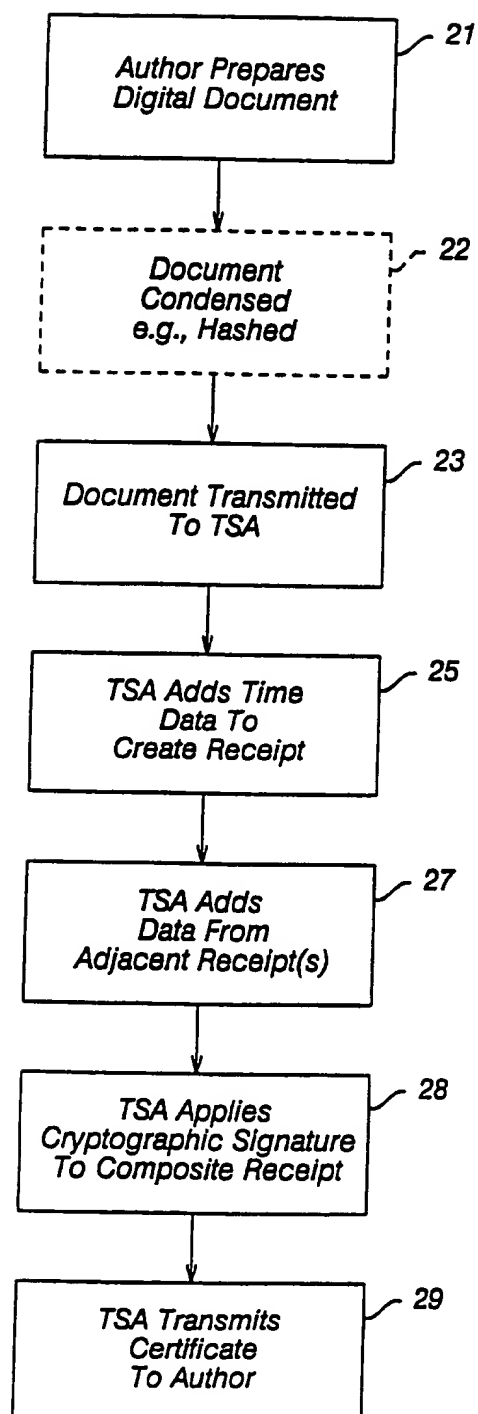 21
Author Prepares
Digital Document
22
Document
Condensed
e.g., Hashed
23
Document Transmitted
To TSA
25
TSA Adds Time
Data To
Create Receipt
27
TSA Adds
Data From
Adjacent Receipt(s)
28
TSA Applies
Cryptographic Signature
To Composite Receipt
29
TSA Transmits
Certificate
To Author